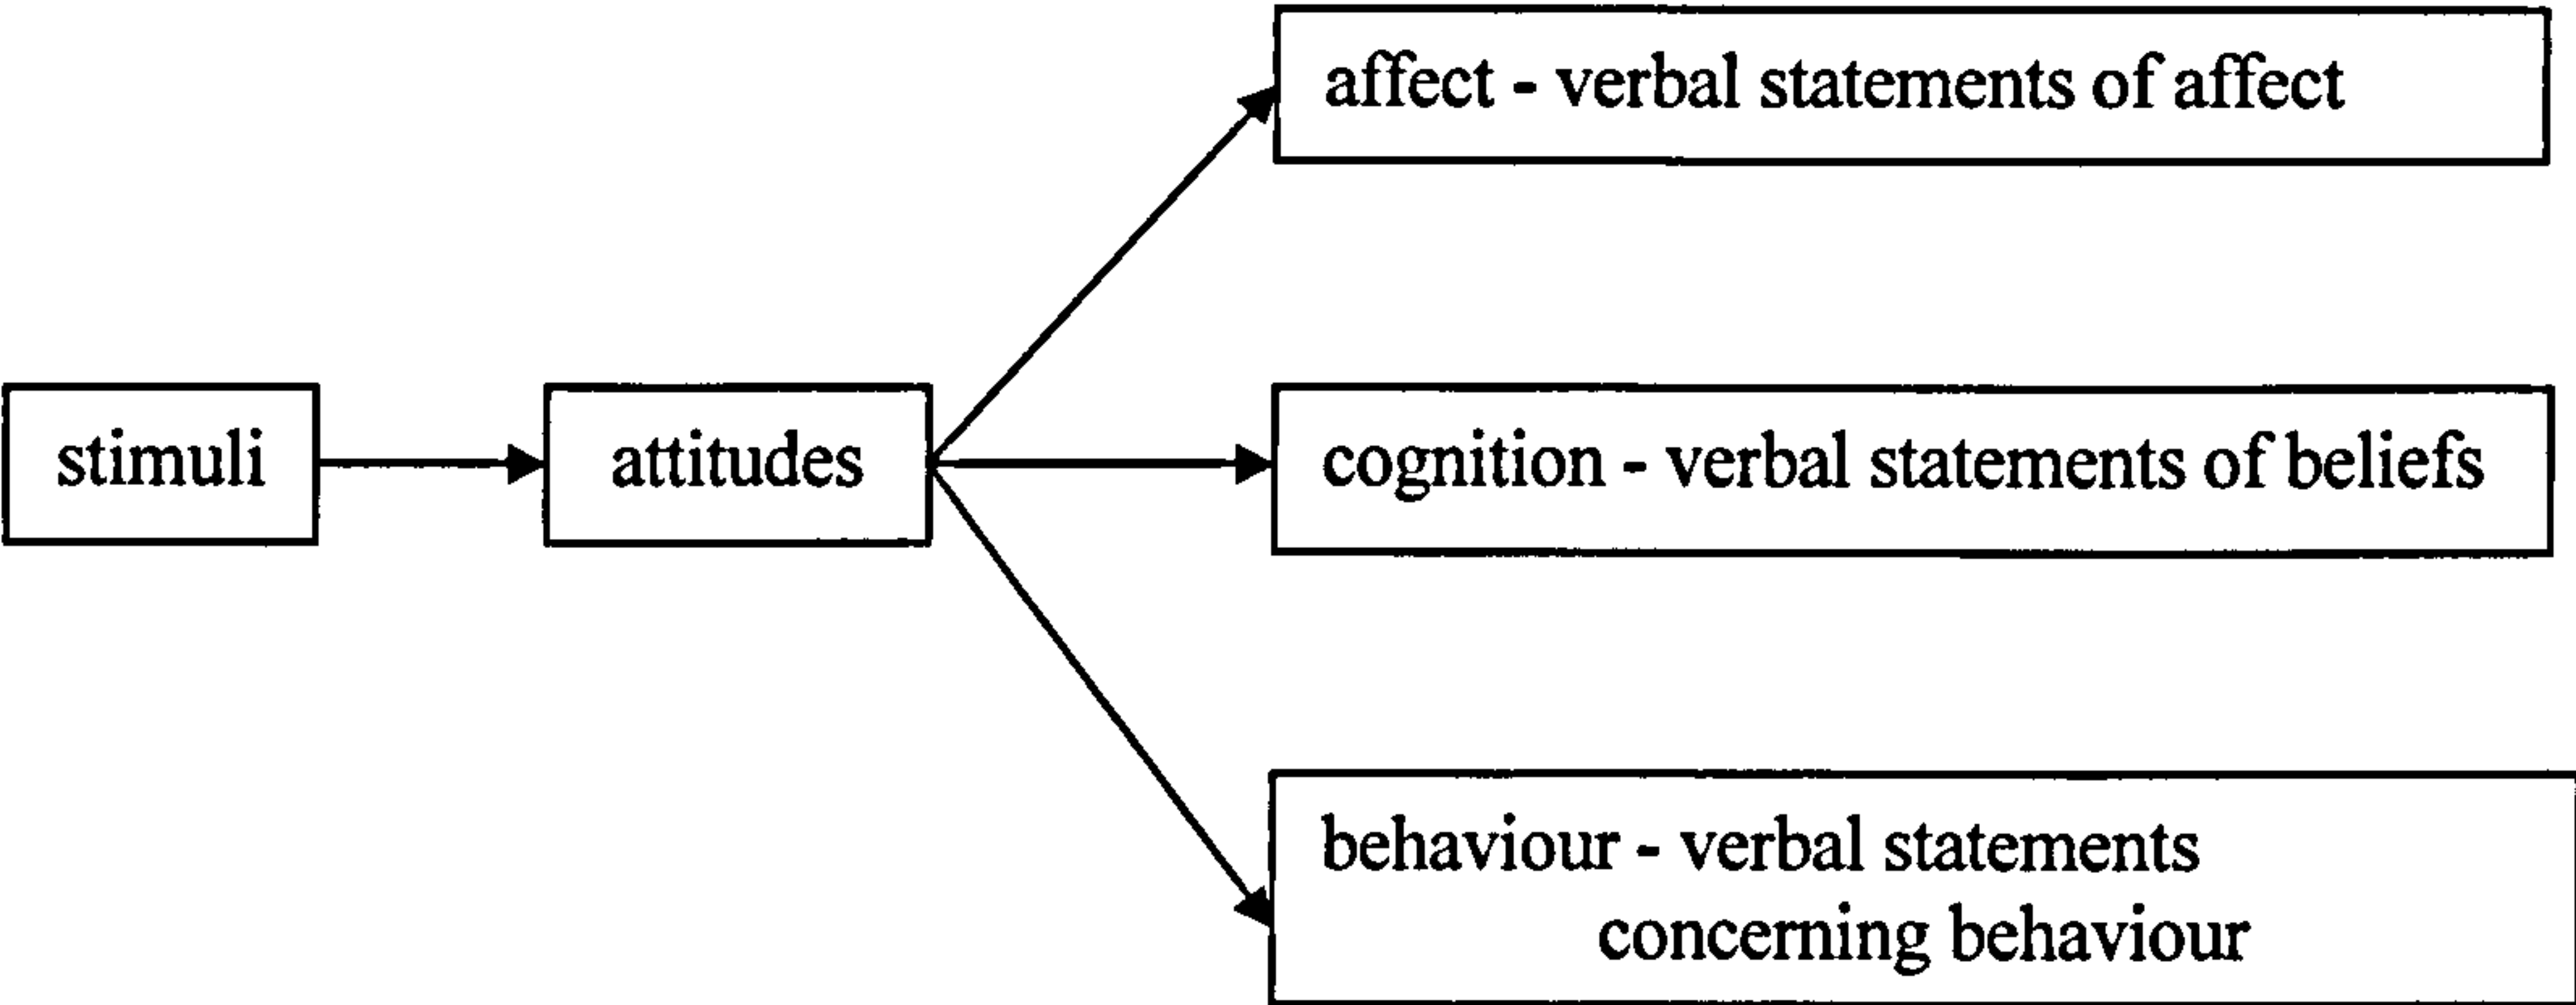 affect - verbal statements of affect
stimuli
attitudes
cognition - verbal statements of beliefs
behaviour - verbal statements
concerning behaviour